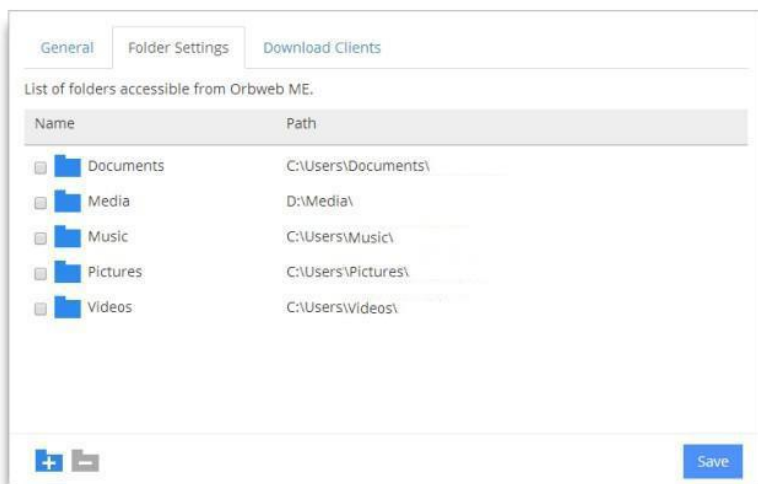 General Folder Settings Download Clients
List of folders accessible from Orbweb ME.
Name Path
Documents C:\Users\Documents\
Media D:\Media\
Music C:\Users\Music\
Pictures C:\Users\Pictures\
Videos C:\Users\Videos\
Save